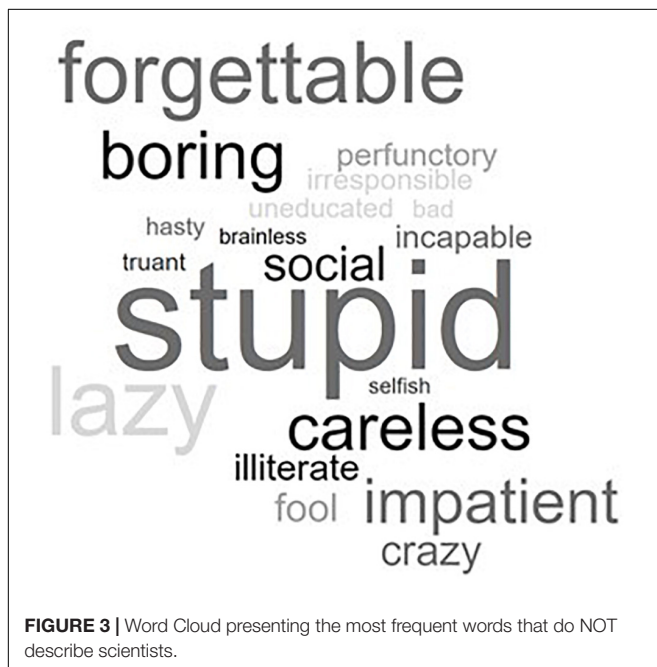 forgettable
boring perfunctory
irresponsible
uneducated bad
hasty brainless incapable
truant social
stupid
lazy selfish
careless
illiterate
fool impatient
crazy
FIGURE 3 | Word Cloud presenting the most frequent words that do NOT
describe scientists.